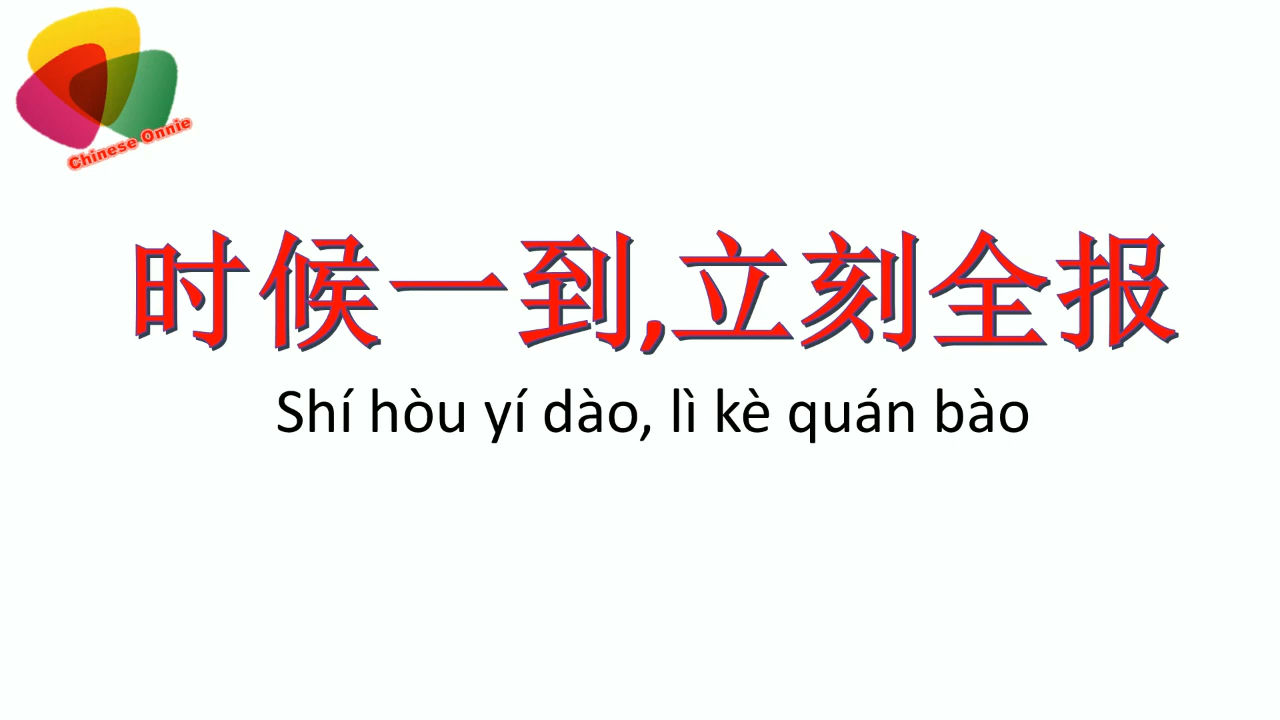 Chinese Onnie
时候一到,立刻全报
Shí hòu yí dào, lì kè quán bào